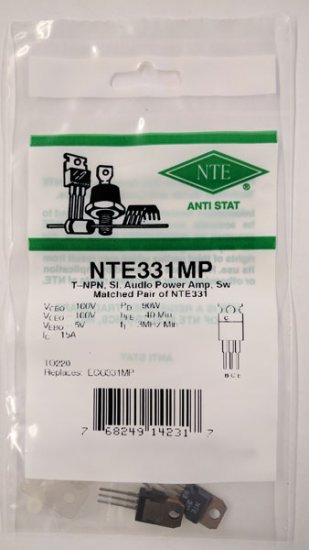 NTE
ANTI STAT
NTE331MP
T–NPN, SI, Audio Power Amp, Sw
Matched Pair of NTE331
VCBO 100V PD 90W
VCEO 100V hFE 40 Min
VEBO 5V fT 3MHz Min
IC 15A
C
B C E
TO220
Replaces: ECG331MP
7 68249 14231 7